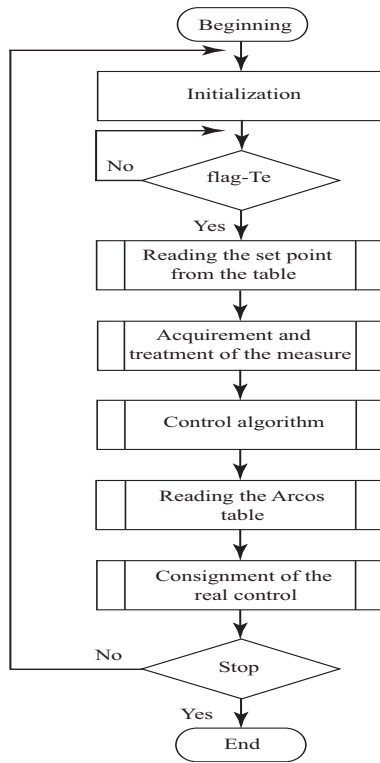 Beginning
Initialization
No
flag-Te
Yes
Reading the set point
from the table
Acquirement and
treatment of the measure
Control algorithm
Reading the Arcos
table
Consignment of the
real control
No
Stop
Yes
End